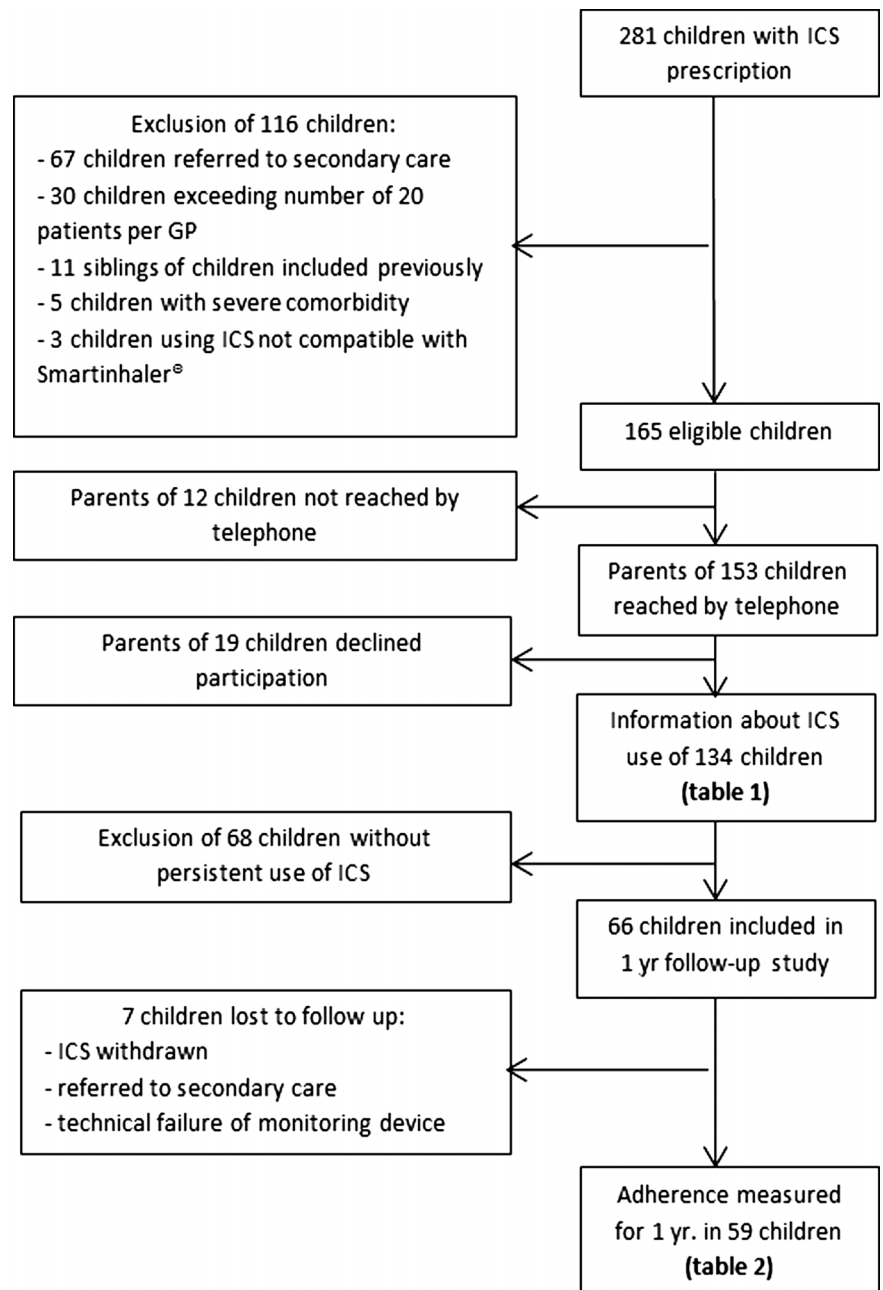 281 children with ICS
prescription
Exclusion of 116 children:
- 67 children referred to secondary care
- 30 children exceeding number of 20
patients per GP
- 11 siblings of children included previously
- 5 children with severe comorbidity
- 3 children using ICS not compatible with
Smartinhaler®
165 eligible children
Parents of 12 children not reached by
telephone
Parents of 153 children
reached by telephone
Parents of 19 children declined
participation
Information about ICS
use of 134 children
(table 1)
Exclusion of 68 children without
persistent use of ICS
66 children included in
1 yr follow-up study
7 children lost to follow up:
- ICS withdrawn
- referred to secondary care
- technical failure of monitoring device
Adherence measured
for 1 yr. in 59 children
(table 2)